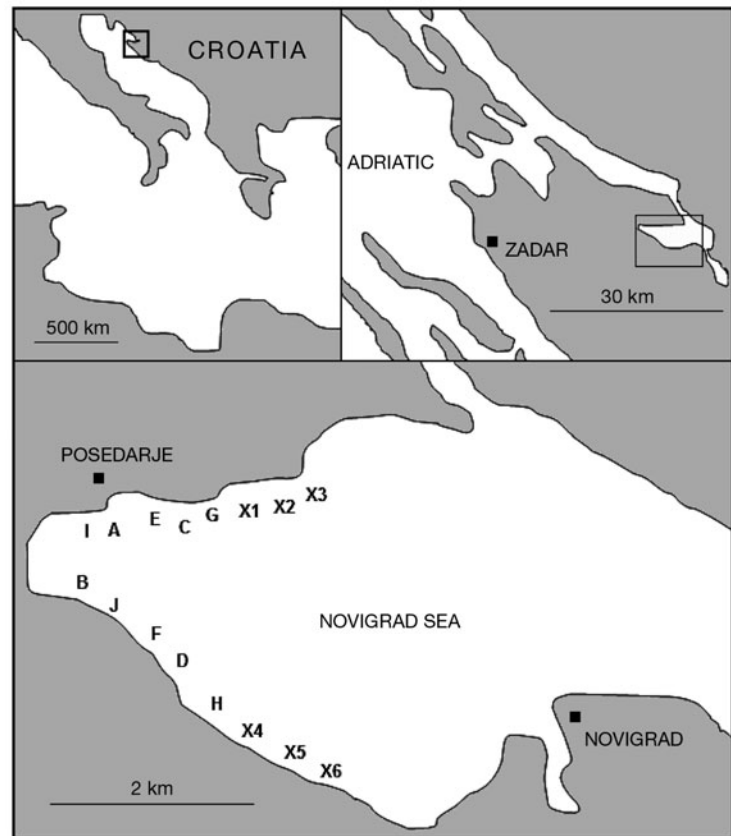 CROATIA
500 km
ADRIATIC
ZADAR
30 km
POSEDARJE
I A E C G X1 X2 X3
B
J
NOVIGRAD SEA
F
D
H
X4
X5
X6
NOVIGRAD
2 km